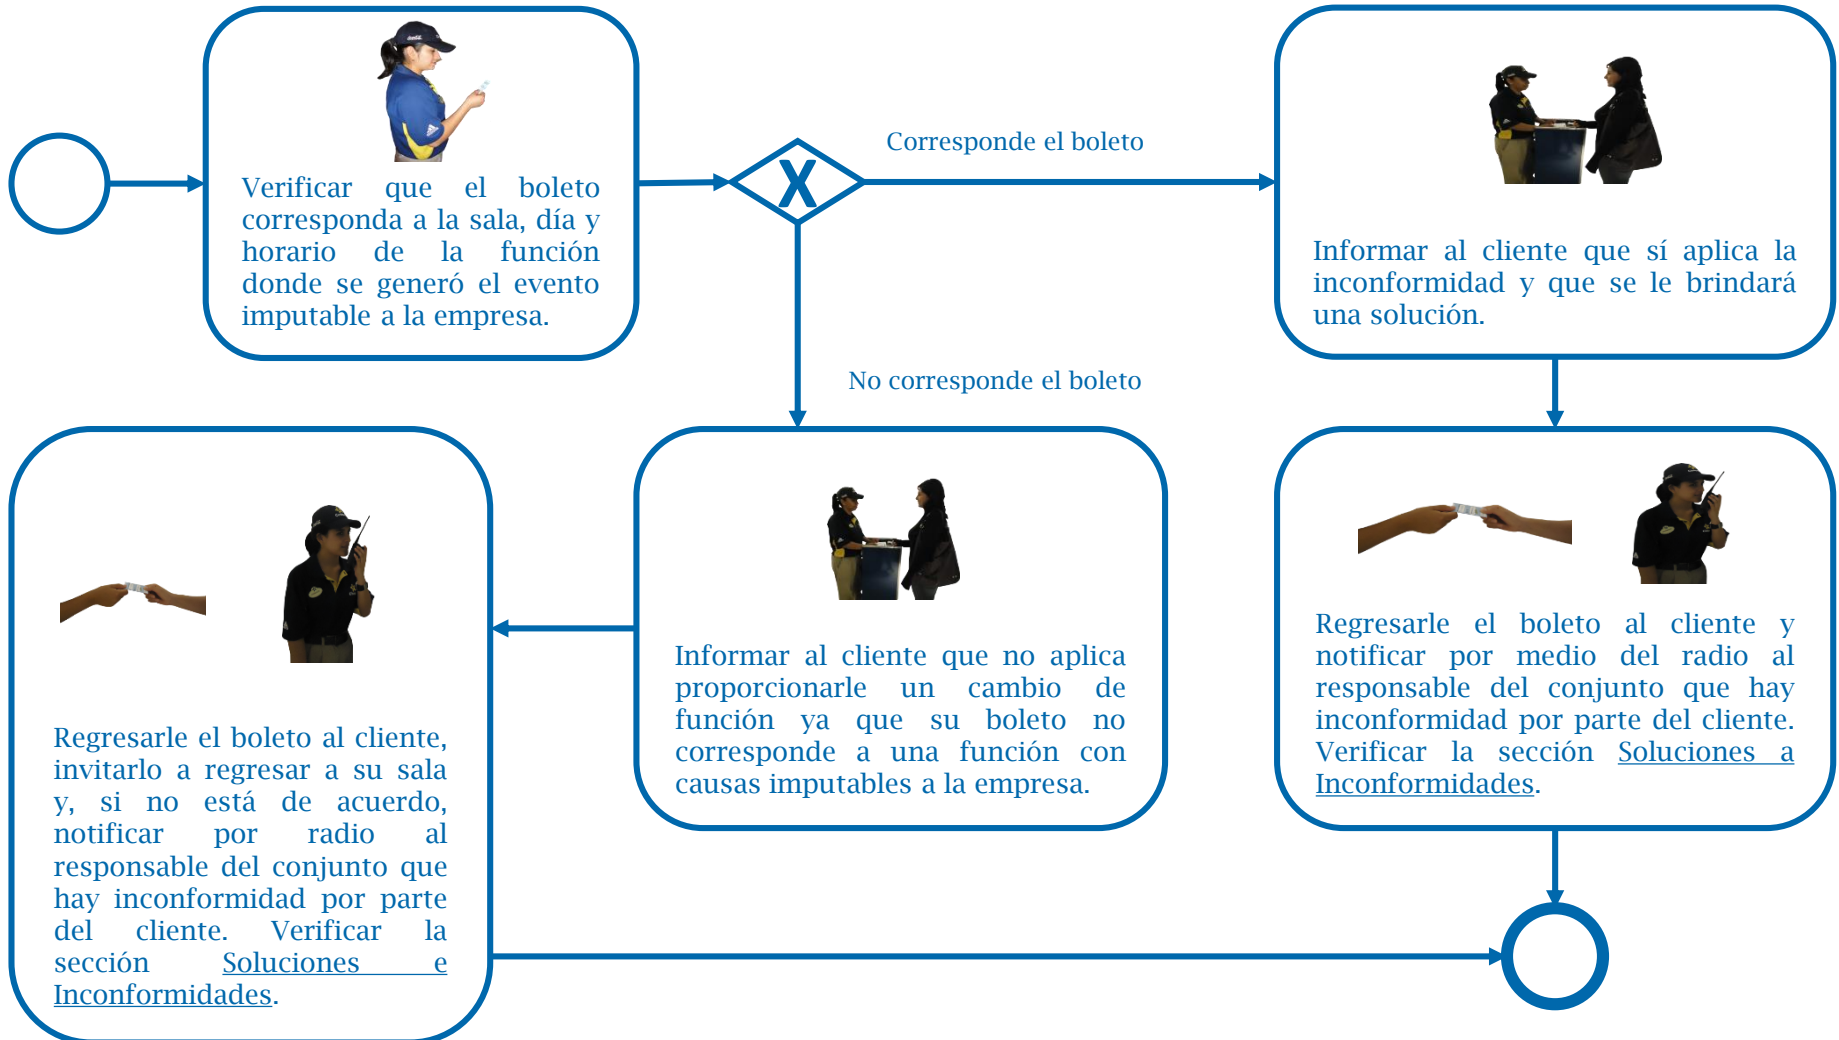 Verificar que el boleto
corresponda a la sala, día y
horario de la función
donde se generó el evento
imputable a la empresa.
X
Corresponde el boleto
Informar al cliente que sí aplica la
inconformidad y que se le brindará
una solución.
No corresponde el boleto
Regresarle el boleto al cliente,
invitarlo a regresar a su sala
y, si no está de acuerdo,
notificar por radio al
responsable del conjunto que
hay inconformidad por parte
del cliente. Verificar la
sección Soluciones e
Inconformidades.
Informar al cliente que no aplica
proporcionarle un cambio de
función ya que su boleto no
corresponde a una función con
causas imputables a la empresa.
Regresarle el boleto al cliente y
notificar por medio del radio al
responsable del conjunto que hay
inconformidad por parte del cliente.
Verificar la sección Soluciones a
Inconformidades.